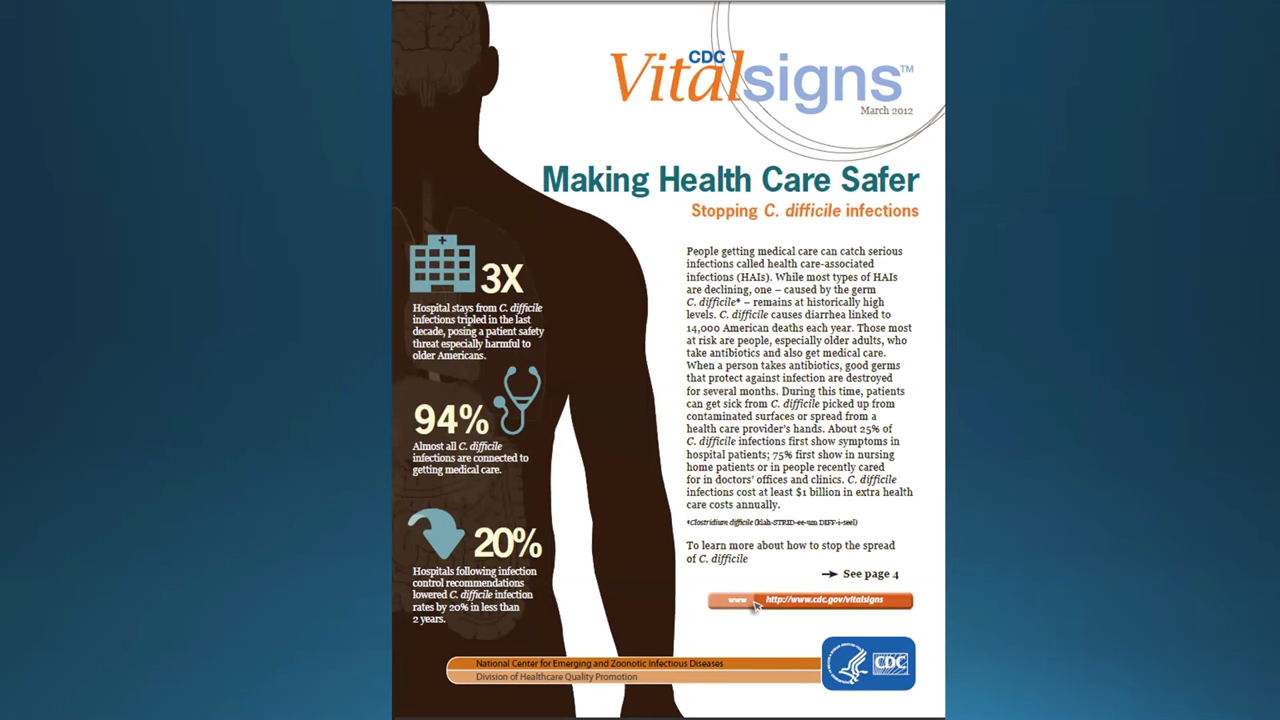 CDC
Vitalsigns™
March 2012
Making Health Care Safer
Stopping C. difficile infections
3X
Hospital stays from C. difficile
infections tripled in the last
decade, posing a patient safety
threat especially harmful to
older Americans.
94%
Almost all C. difficile
infections are connected to
getting medical care.
20%
Hospitals following infection
control recommendations
lowered C. difficile infection
rates by 20% in less than
2 years.
People getting medical care can catch serious
infections called health care-associated
infections (HAIs). While most types of HAIs
are declining, one – caused by the germ
C. difficile* – remains at historically high
levels. C. difficile causes diarrhea linked to
14,000 American deaths each year. Those most
at risk are people, especially older adults, who
take antibiotics and also get medical care.
When a person takes antibiotics, good germs
that protect against infection are destroyed
for several months. During this time, patients
can get sick from C. difficile picked up from
contaminated surfaces or spread from a
health care provider's hands. About 25% of
C. difficile infections first show symptoms in
hospital patients; 75% first show in nursing
home patients or in people recently cared
for in doctors' offices and clinics. C. difficile
infections cost at least $1 billion in extra health
care costs annually.
*Clostridium difficile (klah-STRID-ee-um DIFF-i-seel)
To learn more about how to stop the spread
of C. difficile
→ See page 4
www http://www.cdc.gov/vitalsigns
National Center for Emerging and Zoonotic Infectious Diseases
Division of Healthcare Quality Promotion
CDC